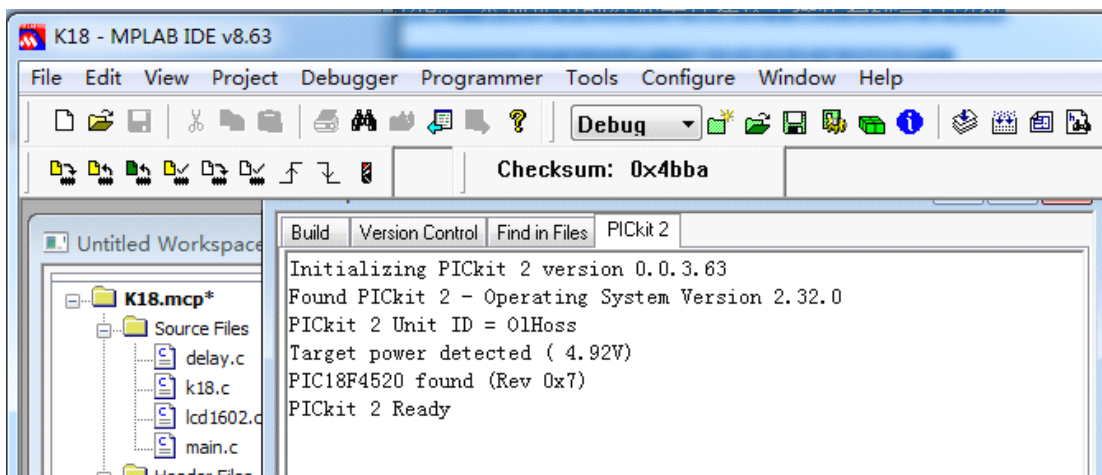 K18 - MPLAB IDE v8.63
File Edit View Project Debugger Programmer Tools Configure Window Help
Debug
Checksum: 0x4bba
Untitled Workspace
Build Version Control Find in Files PICkit 2
K18.mcp*
Source Files
delay.c
k18.c
lcd1602.c
main.c
Header Files
Initializing PICkit 2 version 0.0.3.63
Found PICkit 2 - Operating System Version 2.32.0
PICkit 2 Unit ID = OlHoss
Target power detected ( 4.92V)
PIC18F4520 found (Rev 0x7)
PICkit 2 Ready